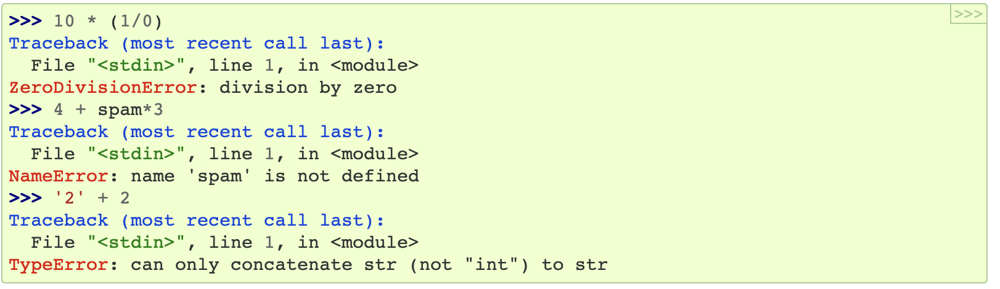 >>> 10 * (1/0)
>>>
Traceback (most recent call last):
  File "<stdin>", line 1, in <module>
ZeroDivisionError: division by zero
>>> 4 + spam*3
Traceback (most recent call last):
  File "<stdin>", line 1, in <module>
NameError: name 'spam' is not defined
>>> '2' + 2
Traceback (most recent call last):
  File "<stdin>", line 1, in <module>
TypeError: can only concatenate str (not "int") to str